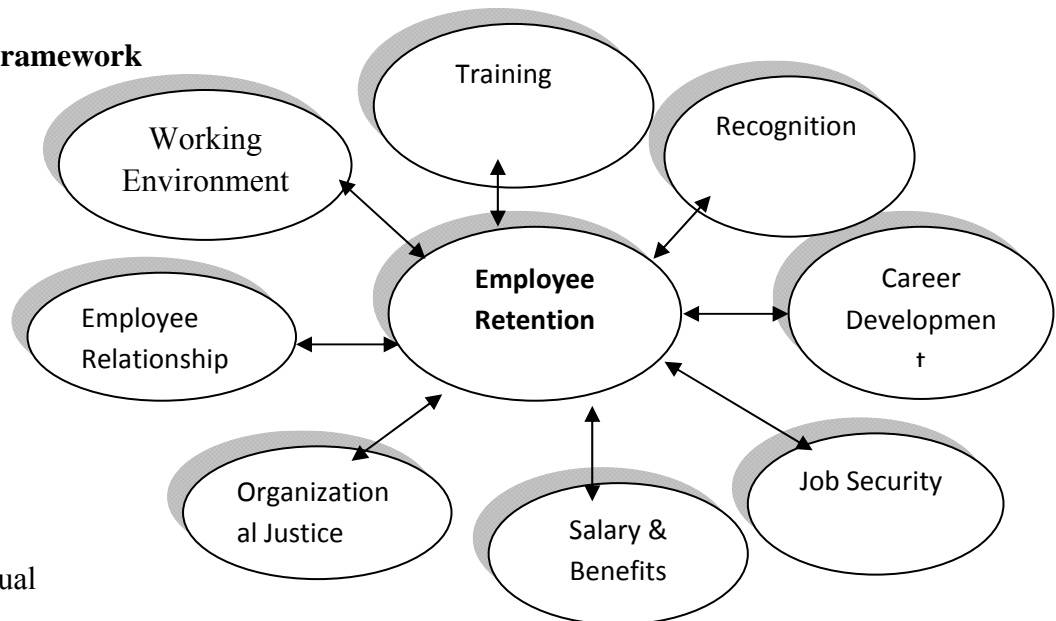 ramework
Training
Recognition
Working
Environment
Employee
Retention
Career
Developmen
t
Employee
Relationship
Organization
al Justice
Salary &
Benefits
Job Security
ual